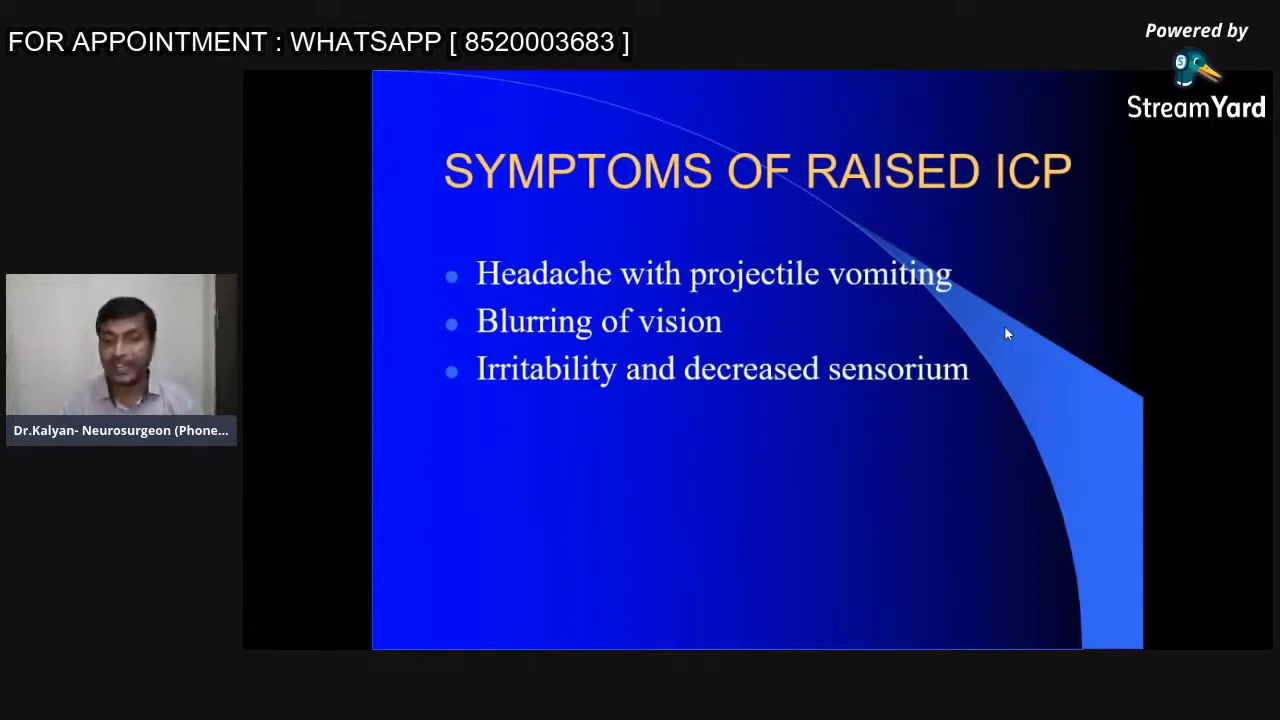 FOR APPOINTMENT : WHATSAPP [ 8520003683 ]
Powered by
StreamYard
SYMPTOMS OF RAISED ICP
Headache with projectile vomiting
Blurring of vision
Irritability and decreased sensorium
Dr.Kalyan- Neurosurgeon (Phone...